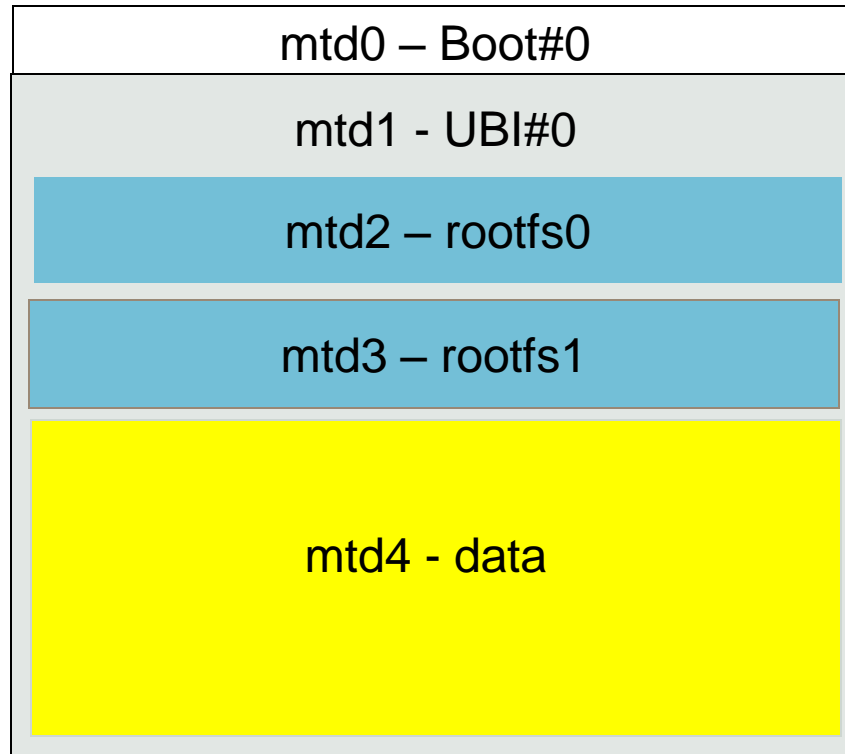 mtd0 – Boot#0
mtd1 - UBI#0
mtd2 – rootfs0
mtd3 – rootfs1
mtd4 - data